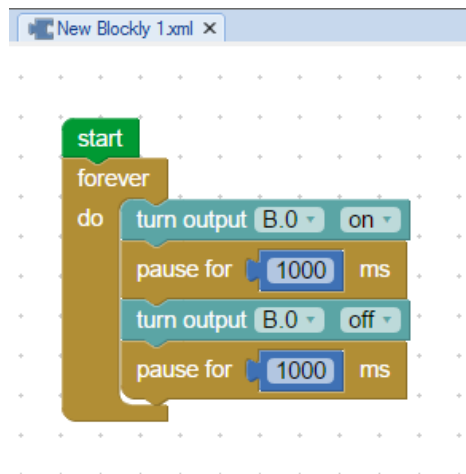 New Blockly 1.xml
start
forever
do turn output B.0 on
pause for 1000 ms
turn output B.0 off
pause for 1000 ms